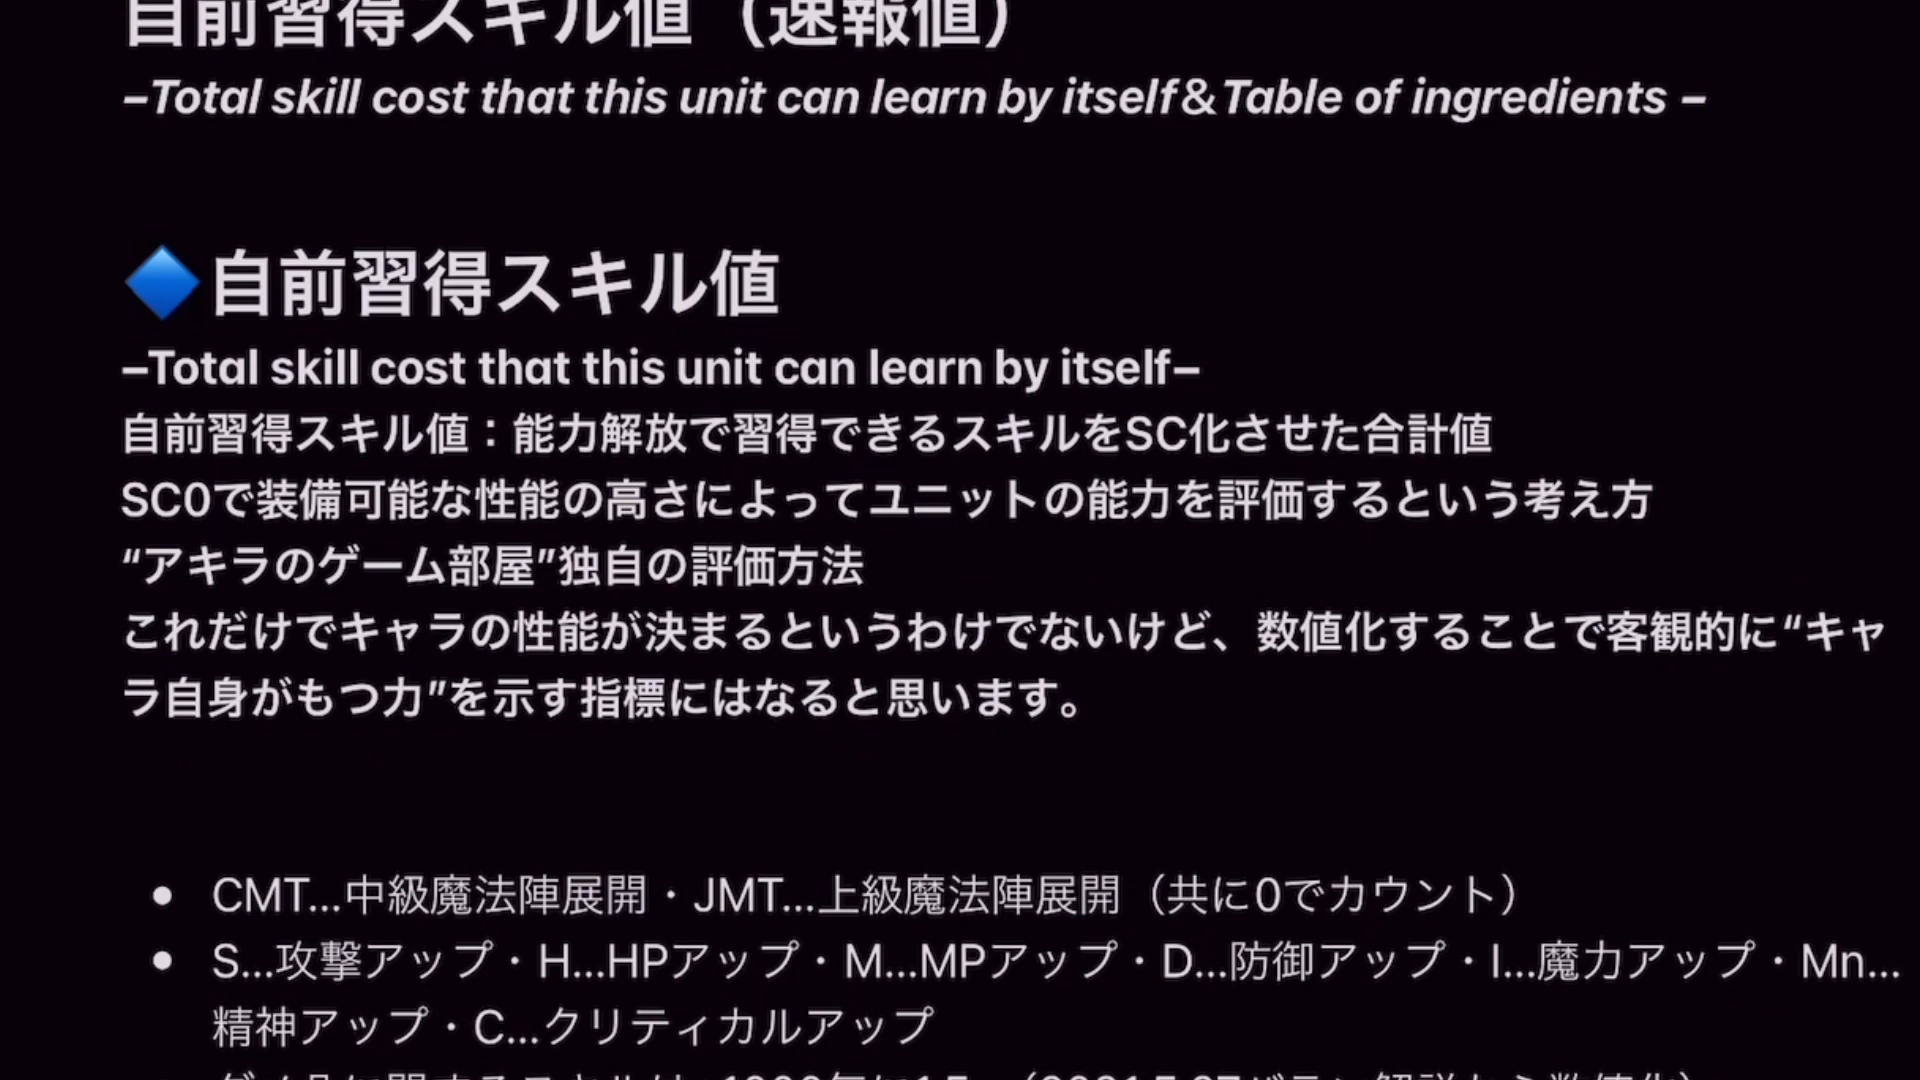 自前習得スキル値（速報値）
–Total skill cost that this unit can learn by itself＆Table of ingredients –
🔷自前習得スキル値
–Total skill cost that this unit can learn by itself–
自前習得スキル値：能力解放で習得できるスキルをSC化させた合計値
SC0で装備可能な性能の高さによってユニットの能力を評価するという考え方
“アキラのゲーム部屋”独自の評価方法
これだけでキャラの性能が決まるというわけでないけど、数値化することで客観的に“キャ
ラ自身がもつ力”を示す指標にはなると思います。
• CMT...中級魔法陣展開・JMT...上級魔法陣展開（共に0でカウント）
• S...攻撃アップ・H...HPアップ・M...MPアップ・D...防御アップ・I...魔力アップ・Mn...
精神アップ・C...クリティカルアップ